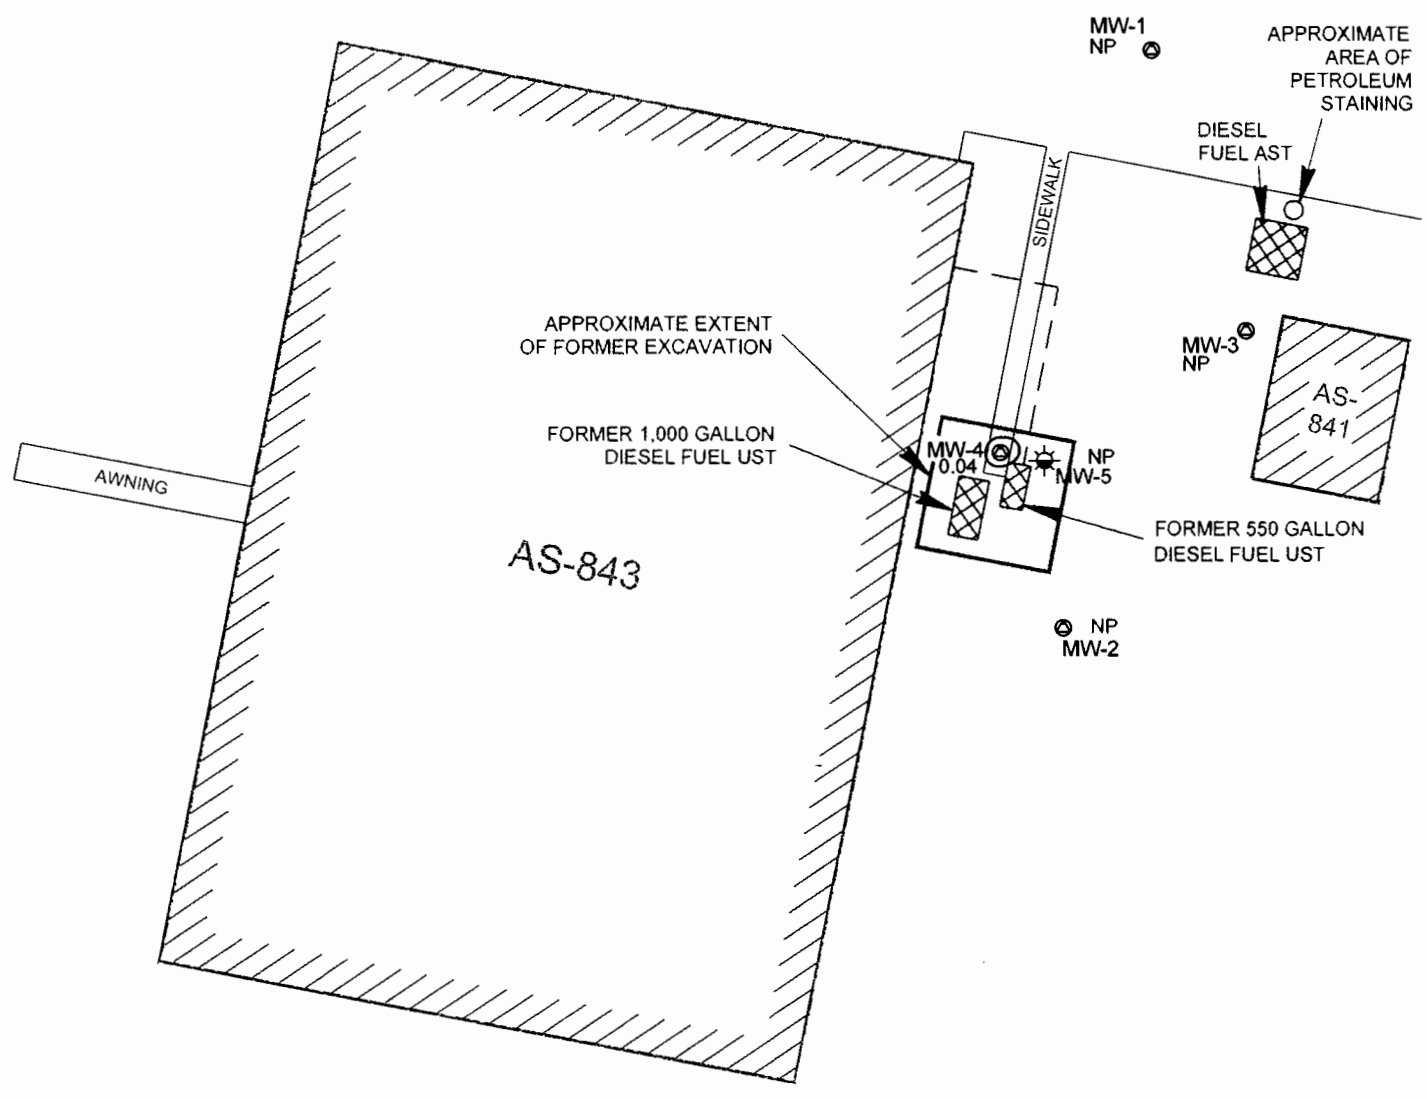 MW-1
NP
APPROXIMATE
AREA OF
PETROLEUM
STAINING
DIESEL
FUEL AST
SIDEWALK
APPROXIMATE EXTENT
OF FORMER EXCAVATION
MW-3
NP
AS-
841
FORMER 1,000 GALLON
DIESEL FUEL UST
MW-4
0.04
NP
MW-5
AWNING
FORMER 550 GALLON
DIESEL FUEL UST
AS-843
NP
MW-2